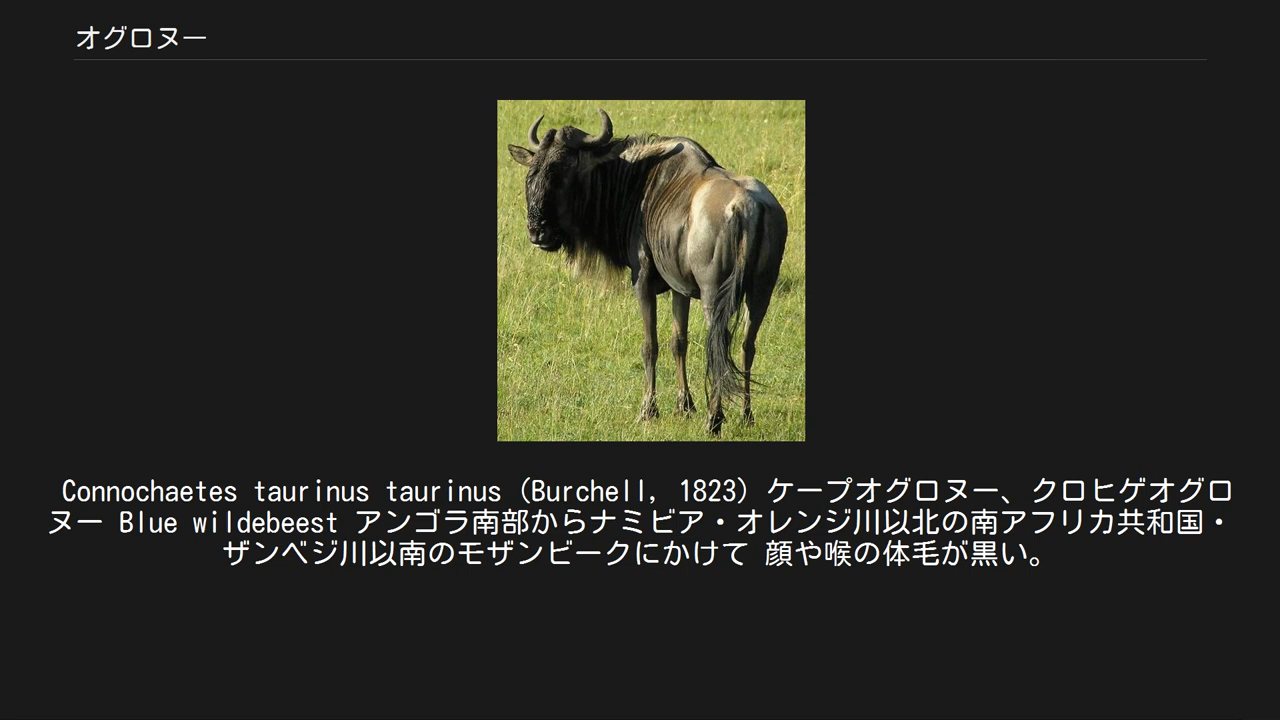 オグロヌー
Connochaetes taurinus taurinus (Burchell, 1823) ケープオグロヌー、クロヒゲオグロ
ヌー Blue wildebeest アンゴラ南部からナミビア・オレンジ川以北の南アフリカ共和国・
ザンベジ川以南のモザンビークにかけて 顔や喉の体毛が黒い。